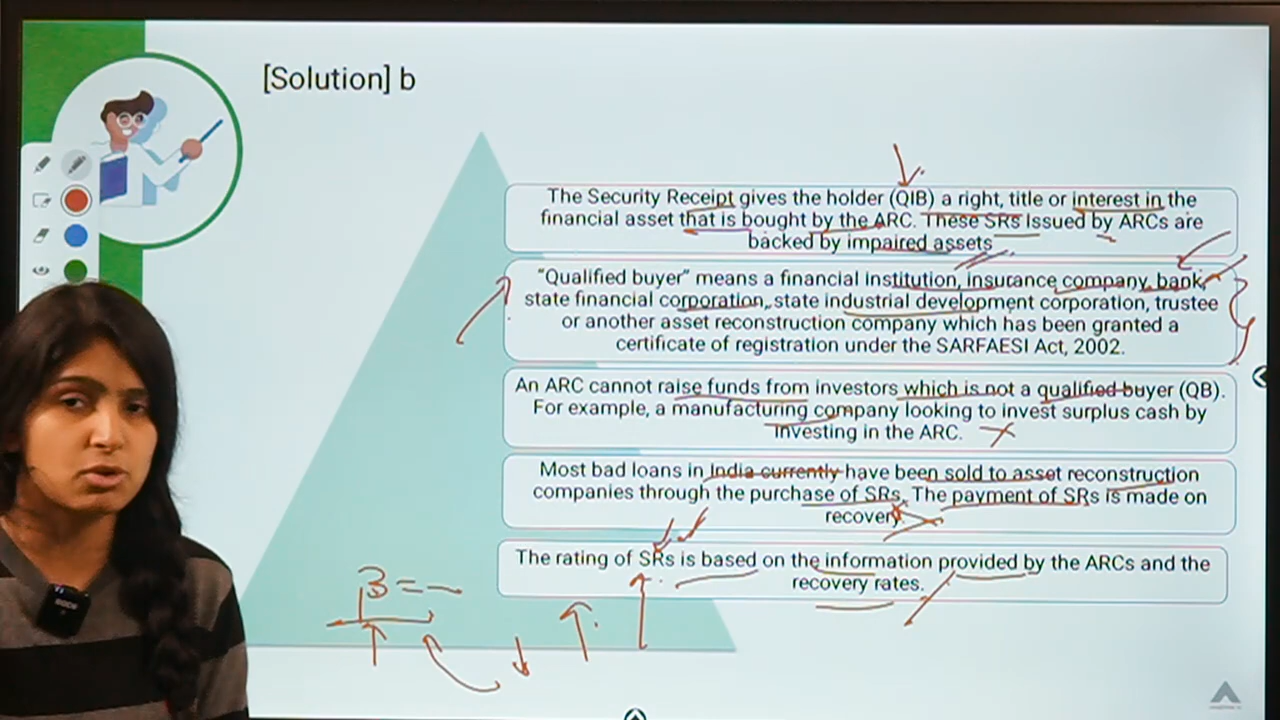 [Solution] b
The Security Receipt gives the holder (QIB) a right, title or interest in the
financial asset that is bought by the ARC. These SRs Issued by ARCs are
backed by impaired assets
“Qualified buyer” means a financial institution, insurance company, bank,
state financial corporation, state industrial development corporation, trustee
or another asset reconstruction company which has been granted a
certificate of registration under the SARFAESI Act, 2002.
An ARC cannot raise funds from investors which is not a qualified buyer (QB).
For example, a manufacturing company looking to invest surplus cash by
investing in the ARC.
Most bad loans in India currently have been sold to asset reconstruction
companies through the purchase of SRs. The payment of SRs is made on
recovery.
The rating of SRs is based on the information provided by the ARCs and the
recovery rates.
3 =